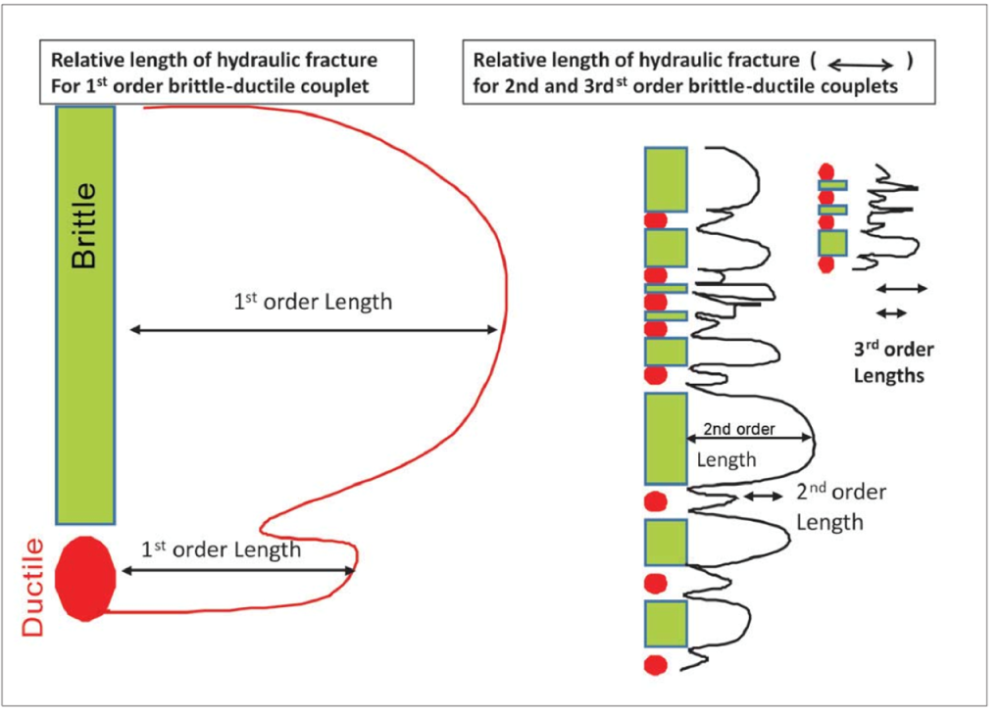 Relative length of hydraulic fracture
For 1st order brittle-ductile couplet
Relative length of hydraulic fracture ( )
for 2nd and 3rdst order brittle-ductile couplets
Brittle
1st order Length
1st order Length
Ductile
2nd order
Length
2nd order
Length
3rd order
Lengths